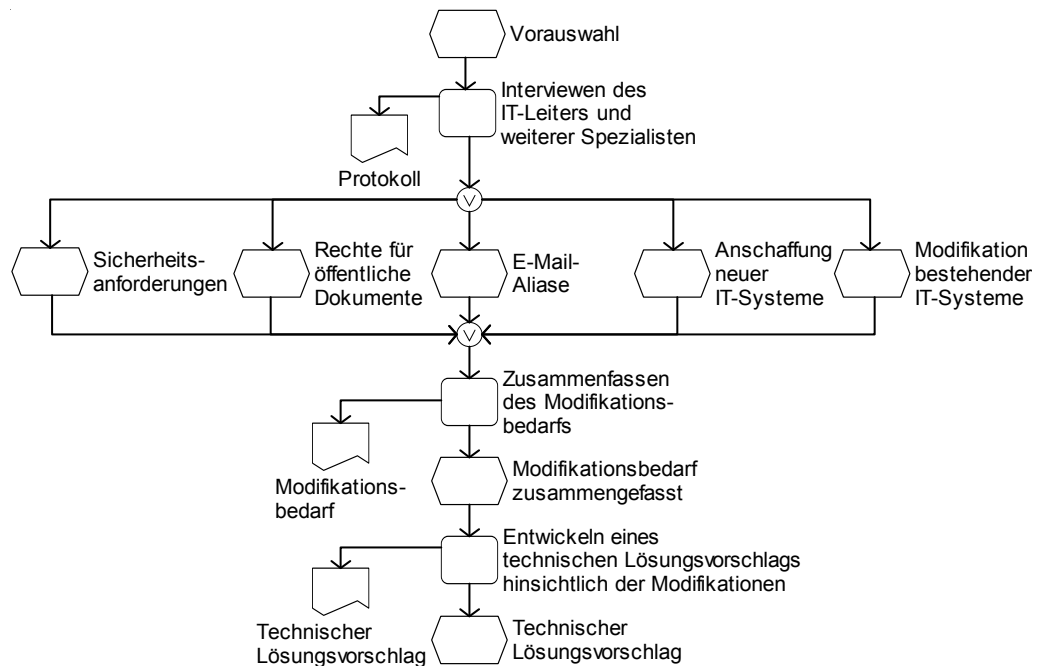 Vorauswahl
Interviewen des
IT-Leiters und
weiterer Spezialisten
Protokoll
V
Sicherheits-
anforderungen
Rechte für
öffentliche
Dokumente
E-Mail-
Aliase
Anschaffung
neuer
IT-Systeme
Modifikation
bestehender
IT-Systeme
V
Zusammenfassen
des Modifikations-
bedarfs
Modifikations-
bedarf
Modifikationsbedarf
zusammengefasst
Entwickeln eines
technischen Lösungsvorschlags
hinsichtlich der Modifikationen
Technischer
Lösungsvorschlag
Technischer
Lösungsvorschlag